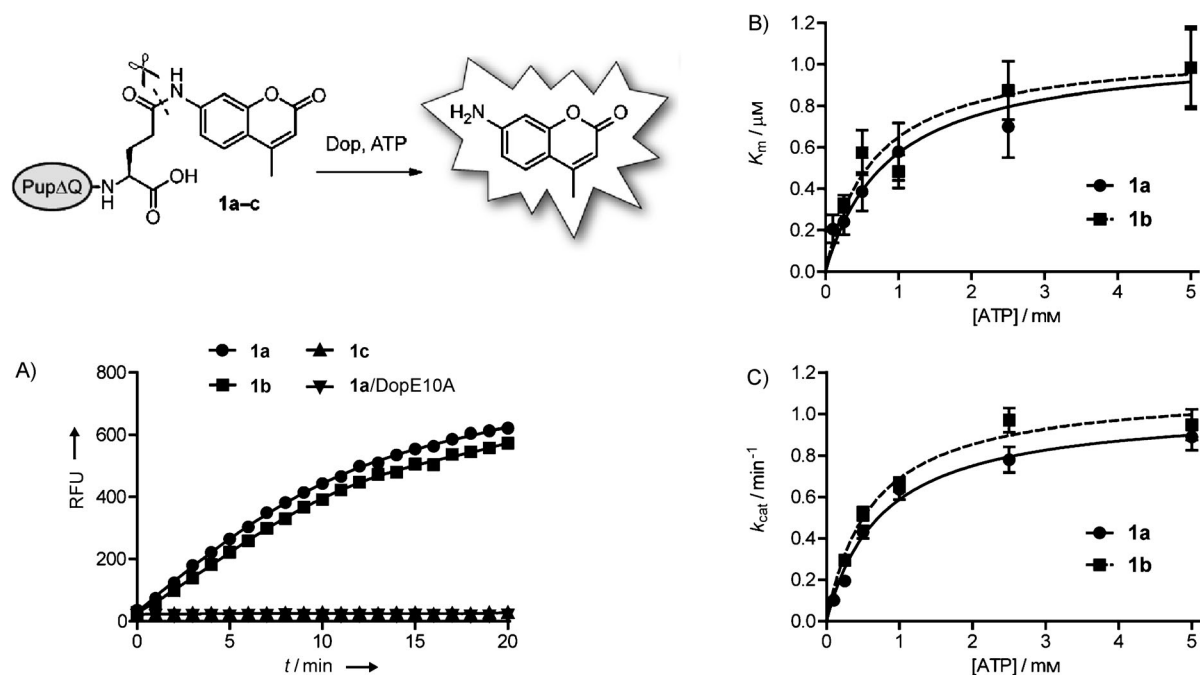 H
N
O
O
O
PupΔQ
N
H
OH
O
1a–c
Dop, ATP
H₂N
O
O
A)
1a
1b
1c
1a/DopE10A
RFU
800
600
400
200
0
0 5 10 15 20
t / min
B)
Kₘ / μM
1.2
1.0
0.8
0.6
0.4
0.2
0.0
1a
1b
0 1 2 3 4 5
[ATP] / mM
C)
k_cat / min⁻¹
1.2
1.0
0.8
0.6
0.4
0.2
0.0
1a
1b
0 1 2 3 4 5
[ATP] / mM